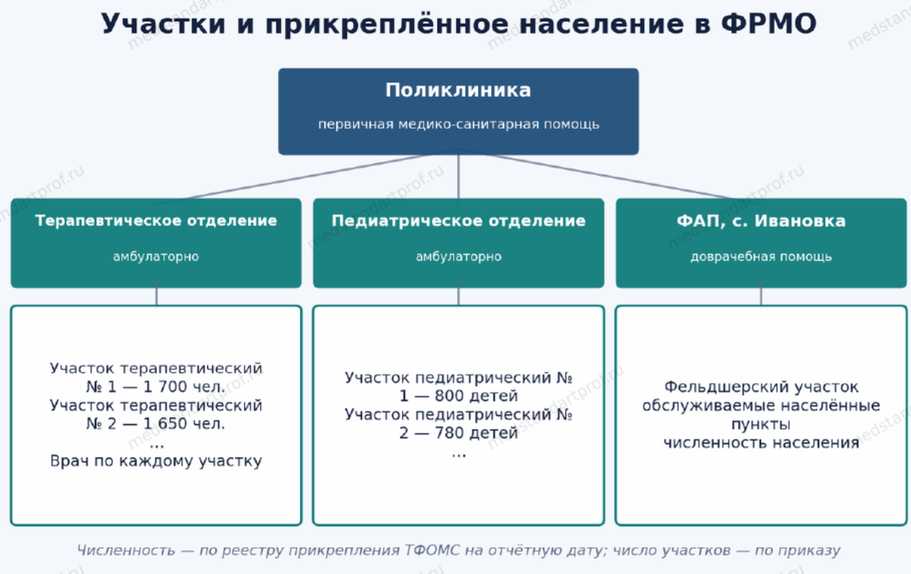 Участки и прикреплённое население в ФРМО
Поликлиника
первичная медико-санитарная помощь
Терапевтическое отделение
амбулаторно
Педиатрическое отделение
амбулаторно
ФАП, с. Ивановка
доврачебная помощь
Участок терапевтический
№ 1 — 1 700 чел.
Участок терапевтический
№ 2 — 1 650 чел.
...
Врач по каждому участку
Участок педиатрический №
1 — 800 детей
Участок педиатрический №
2 — 780 детей
...
Фельдшерский участок
обслуживаемые населённые
пункты
численность населения
Численность — по реестру прикрепления ТФОМС на отчётную дату; число участков — по приказу
medstandartprof.ru